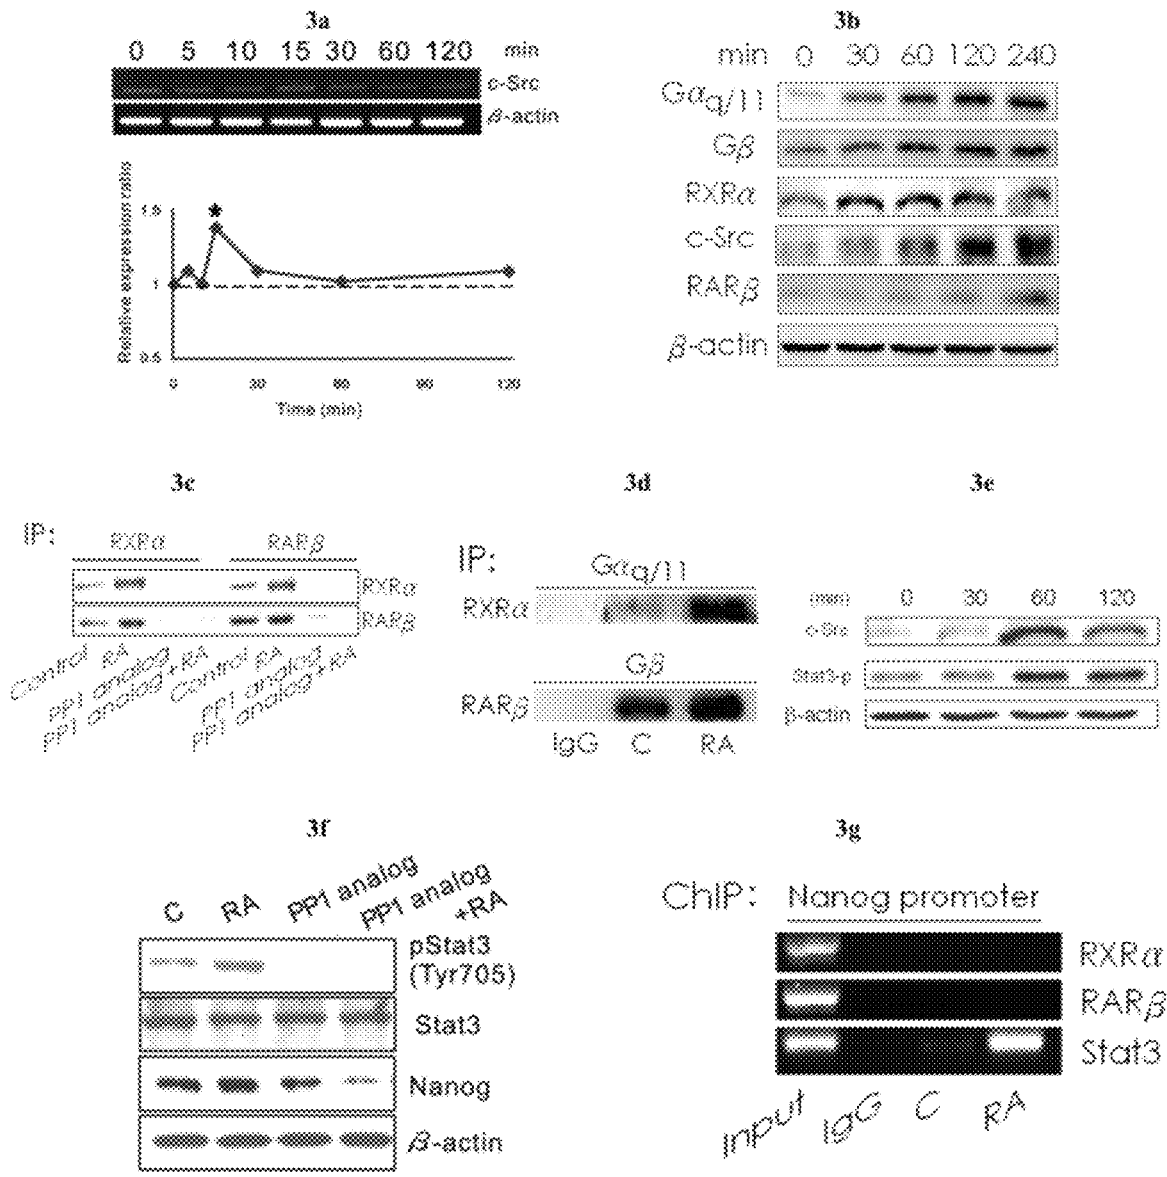 3a
0 5 10 15 30 60 120 min
c-Src
β-actin
Relative expression ratio
1.5
*
1
0.5
0 30 60 90 120
Time (min)
3b
min 0 30 60 120 240
Gαq/11
Gβ
RXRα
c-Src
RARβ
β-actin
3c
IP:
RXRα RARβ
RXRα
RARβ
Control RA PP1 analog PP1 analog+RA Control RA PP1 analog PP1 analog+RA
3d
IP:
Gαq/11
RXRα
Gβ
RARβ
IgG C RA
3e
(min) 0 30 60 120
c-Src
Stat3-p
β-actin
3f
C RA PP1 analog PP1 analog
+RA
pStat3
(Tyr705)
Stat3
Nanog
β-actin
3g
ChIP: Nanog promoter
RXRα
RARβ
Stat3
Input IgG C RA